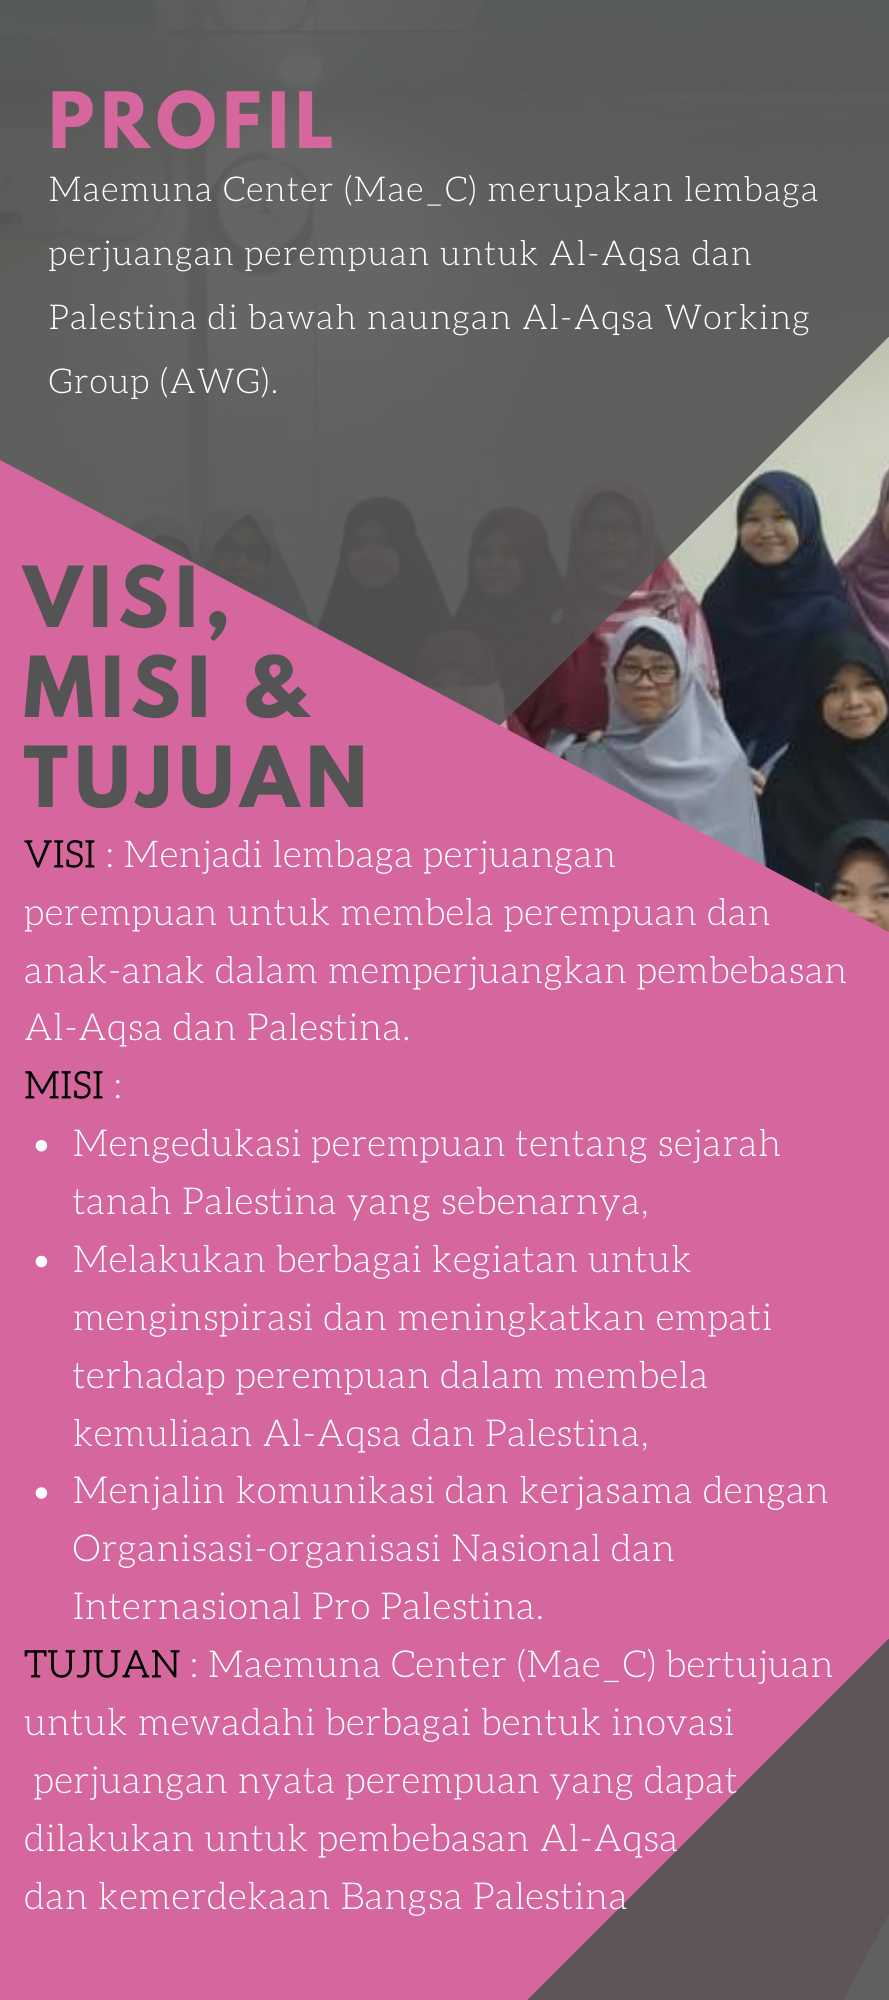 PROFIL
Maemuna Center (Mae_C) merupakan lembaga
perjuangan perempuan untuk Al-Aqsa dan
Palestina di bawah naungan Al-Aqsa Working
Group (AWG).
VISI,
MISI &
TUJUAN
VISI : Menjadi lembaga perjuangan
perempuan untuk membela perempuan dan
anak-anak dalam memperjuangkan pembebasan
Al-Aqsa dan Palestina.
MISI :
• Mengedukasi perempuan tentang sejarah
tanah Palestina yang sebenarnya,
• Melakukan berbagai kegiatan untuk
menginspirasi dan meningkatkan empati
terhadap perempuan dalam membela
kemuliaan Al-Aqsa dan Palestina,
• Menjalin komunikasi dan kerjasama dengan
Organisasi-organisasi Nasional dan
Internasional Pro Palestina.
TUJUAN : Maemuna Center (Mae_C) bertujuan
untuk mewadahi berbagai bentuk inovasi
perjuangan nyata perempuan yang dapat
dilakukan untuk pembebasan Al-Aqsa
dan kemerdekaan Bangsa Palestina